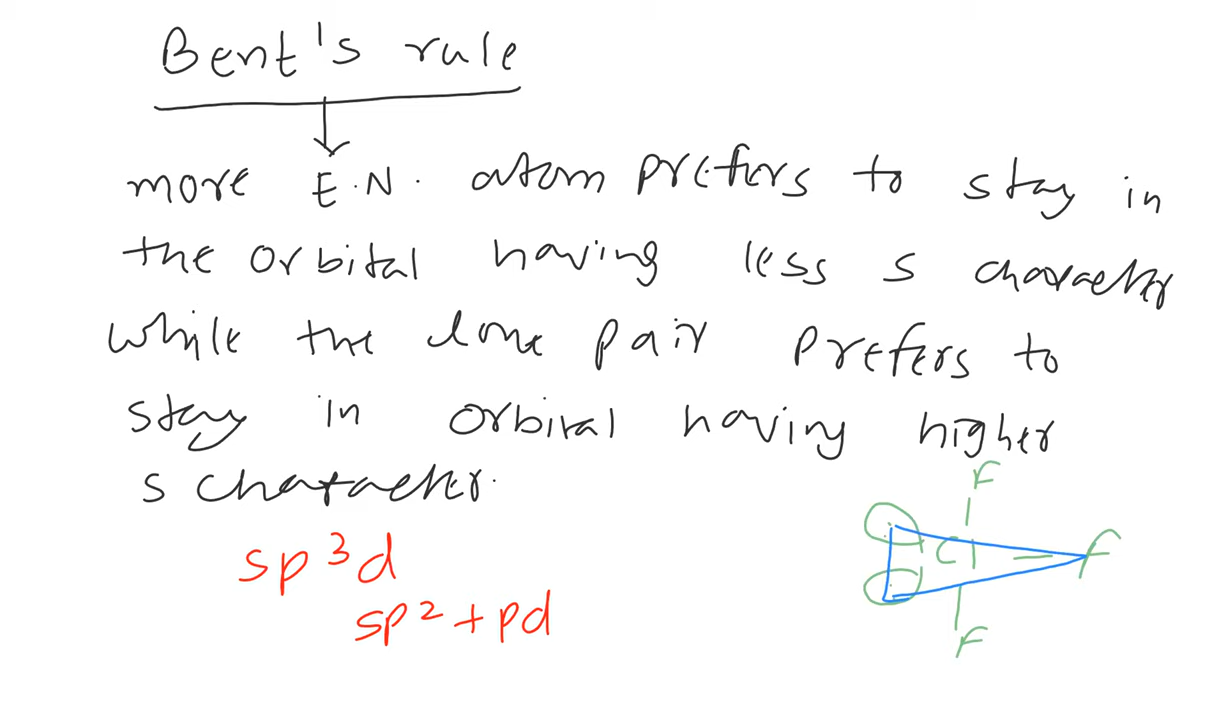 Bent's rule
more E.N. atom prefers to stay in
the orbital having less s character
while the lone pair prefers to
stay in orbital having higher
s character.
sp³d
sp² + pd
F
Cl — F
F